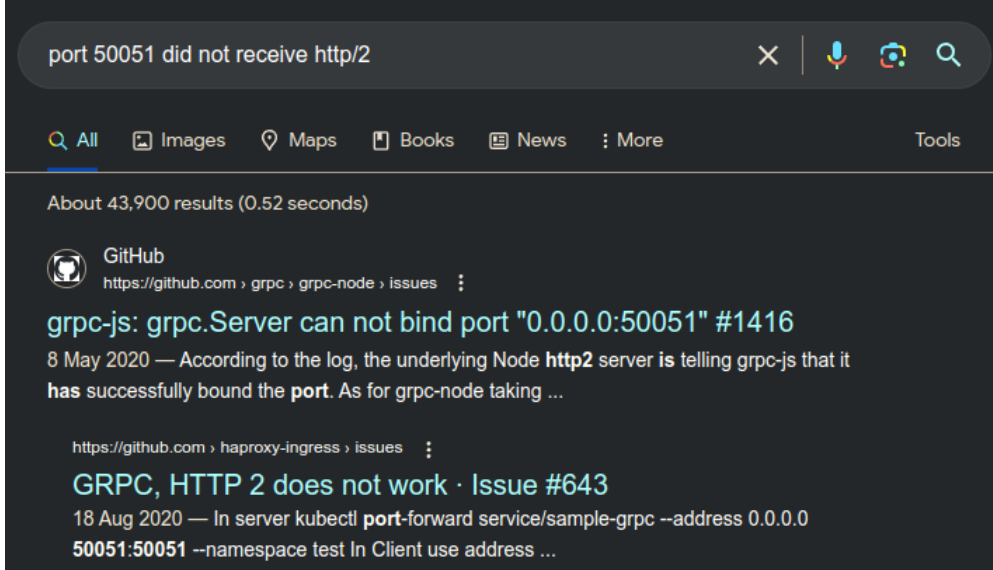 port 50051 did not receive http/2
All Images Maps Books News More Tools
About 43,900 results (0.52 seconds)
GitHub
https://github.com › grpc › grpc-node › issues
grpc-js: grpc.Server can not bind port "0.0.0.0:50051" #1416
8 May 2020 — According to the log, the underlying Node http2 server is telling grpc-js that it
has successfully bound the port. As for grpc-node taking ...
https://github.com › haproxy-ingress › issues
GRPC, HTTP 2 does not work · Issue #643
18 Aug 2020 — In server kubectl port-forward service/sample-grpc --address 0.0.0.0
50051:50051 --namespace test In Client use address ...